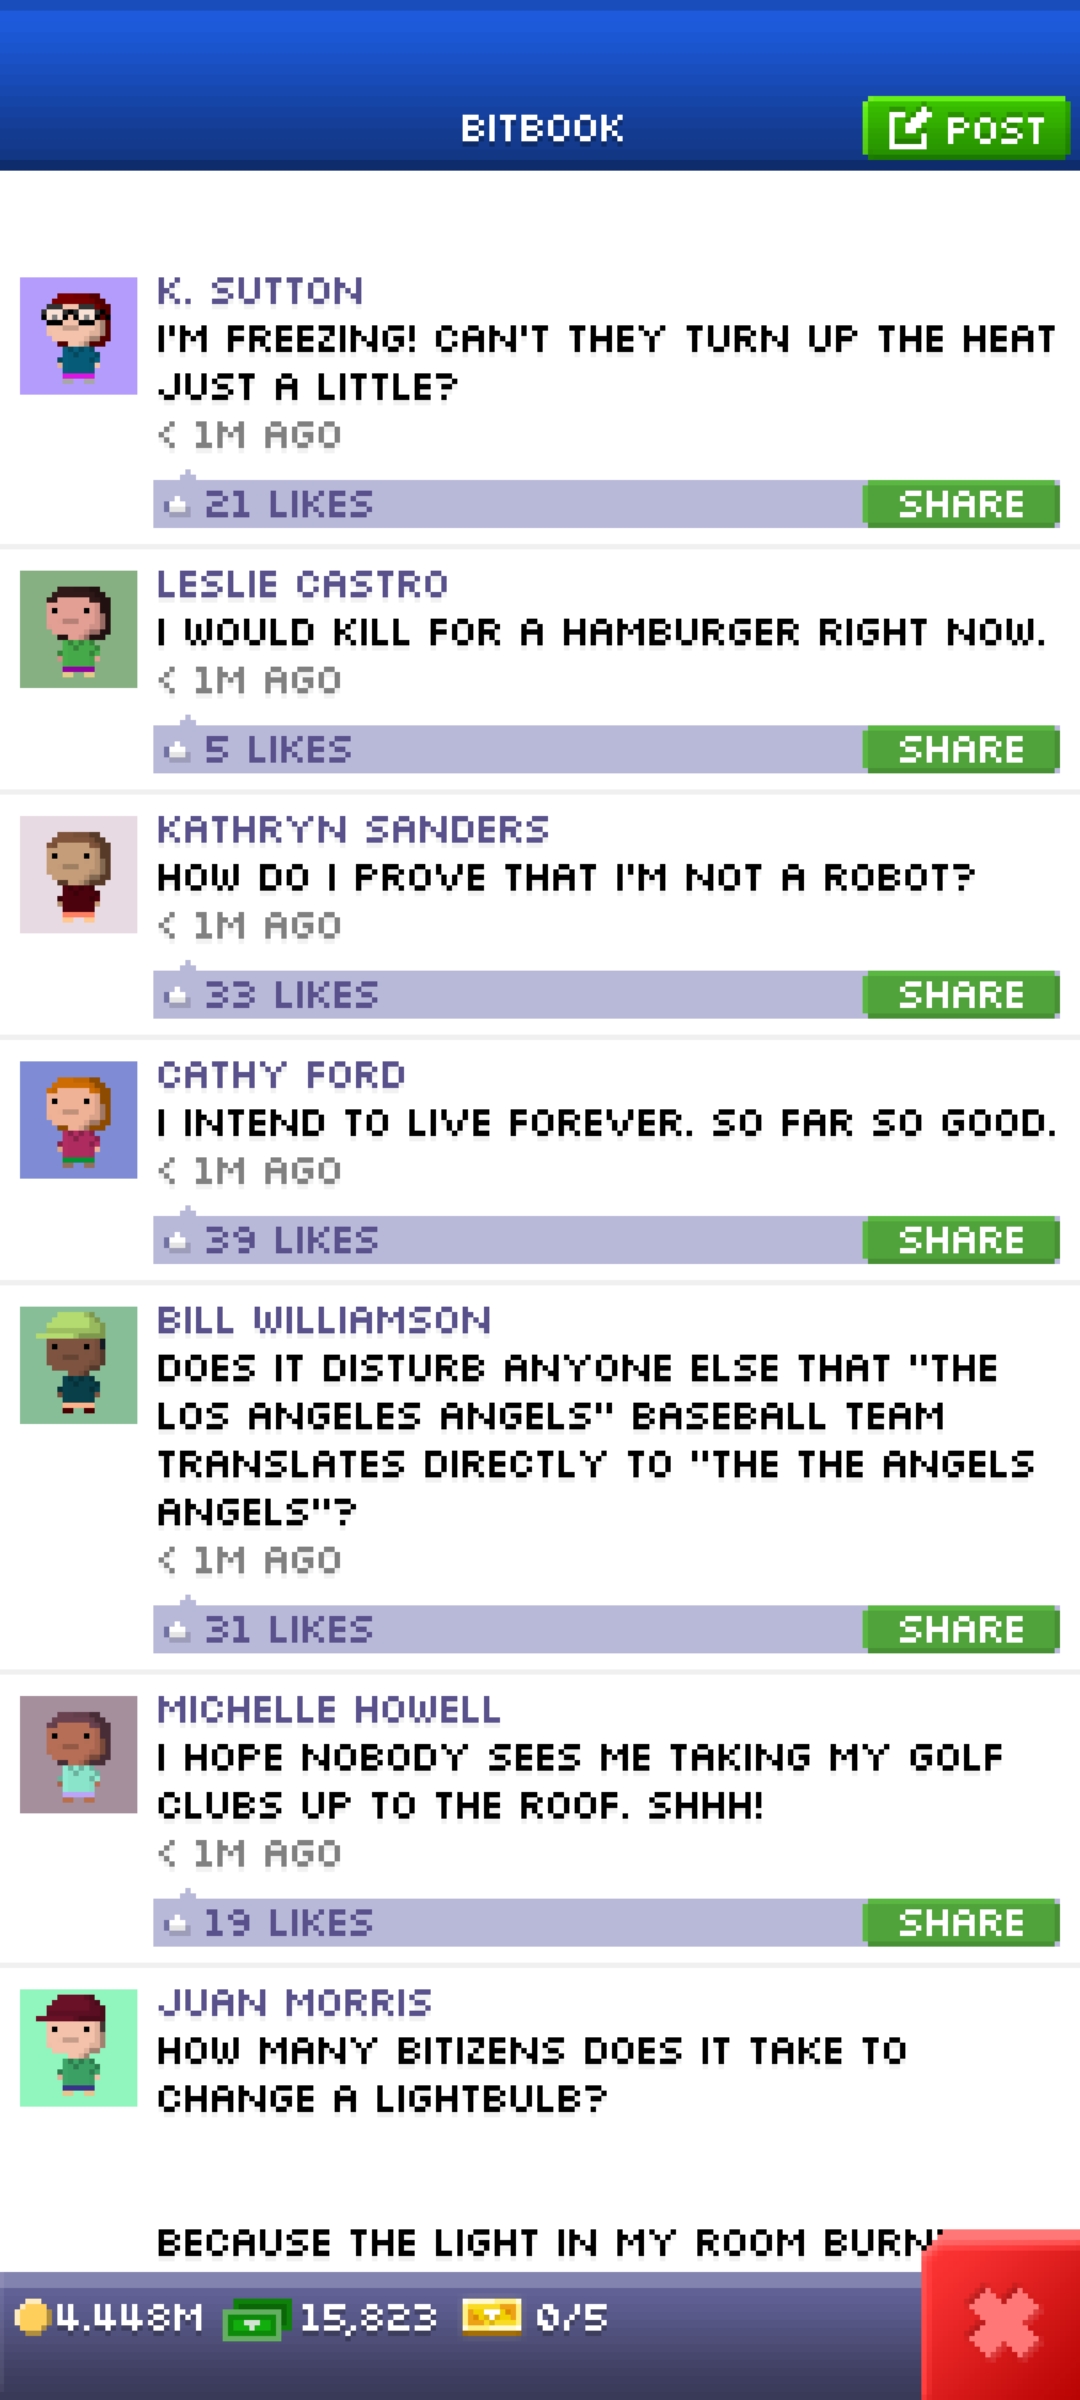 BITBOOK
POST
K. SUTTON
I'M FREEZING! CAN'T THEY TURN UP THE HEAT
JUST A LITTLE?
< 1M AGO
21 LIKES
SHARE
LESLIE CASTRO
I WOULD KILL FOR A HAMBURGER RIGHT NOW.
< 1M AGO
5 LIKES
SHARE
KATHRYN SANDERS
HOW DO I PROVE THAT I'M NOT A ROBOT?
< 1M AGO
33 LIKES
SHARE
CATHY FORD
I INTEND TO LIVE FOREVER. SO FAR SO GOOD.
< 1M AGO
39 LIKES
SHARE
BILL WILLIAMSON
DOES IT DISTURB ANYONE ELSE THAT "THE
LOS ANGELES ANGELS" BASEBALL TEAM
TRANSLATES DIRECTLY TO "THE THE ANGELS
ANGELS"?
< 1M AGO
31 LIKES
SHARE
MICHELLE HOWELL
I HOPE NOBODY SEES ME TAKING MY GOLF
CLUBS UP TO THE ROOF. SHHH!
< 1M AGO
19 LIKES
SHARE
JUAN MORRIS
HOW MANY BITIZENS DOES IT TAKE TO
CHANGE A LIGHTBULB?
BECAUSE THE LIGHT IN MY ROOM
4.448M
15,823
0/5